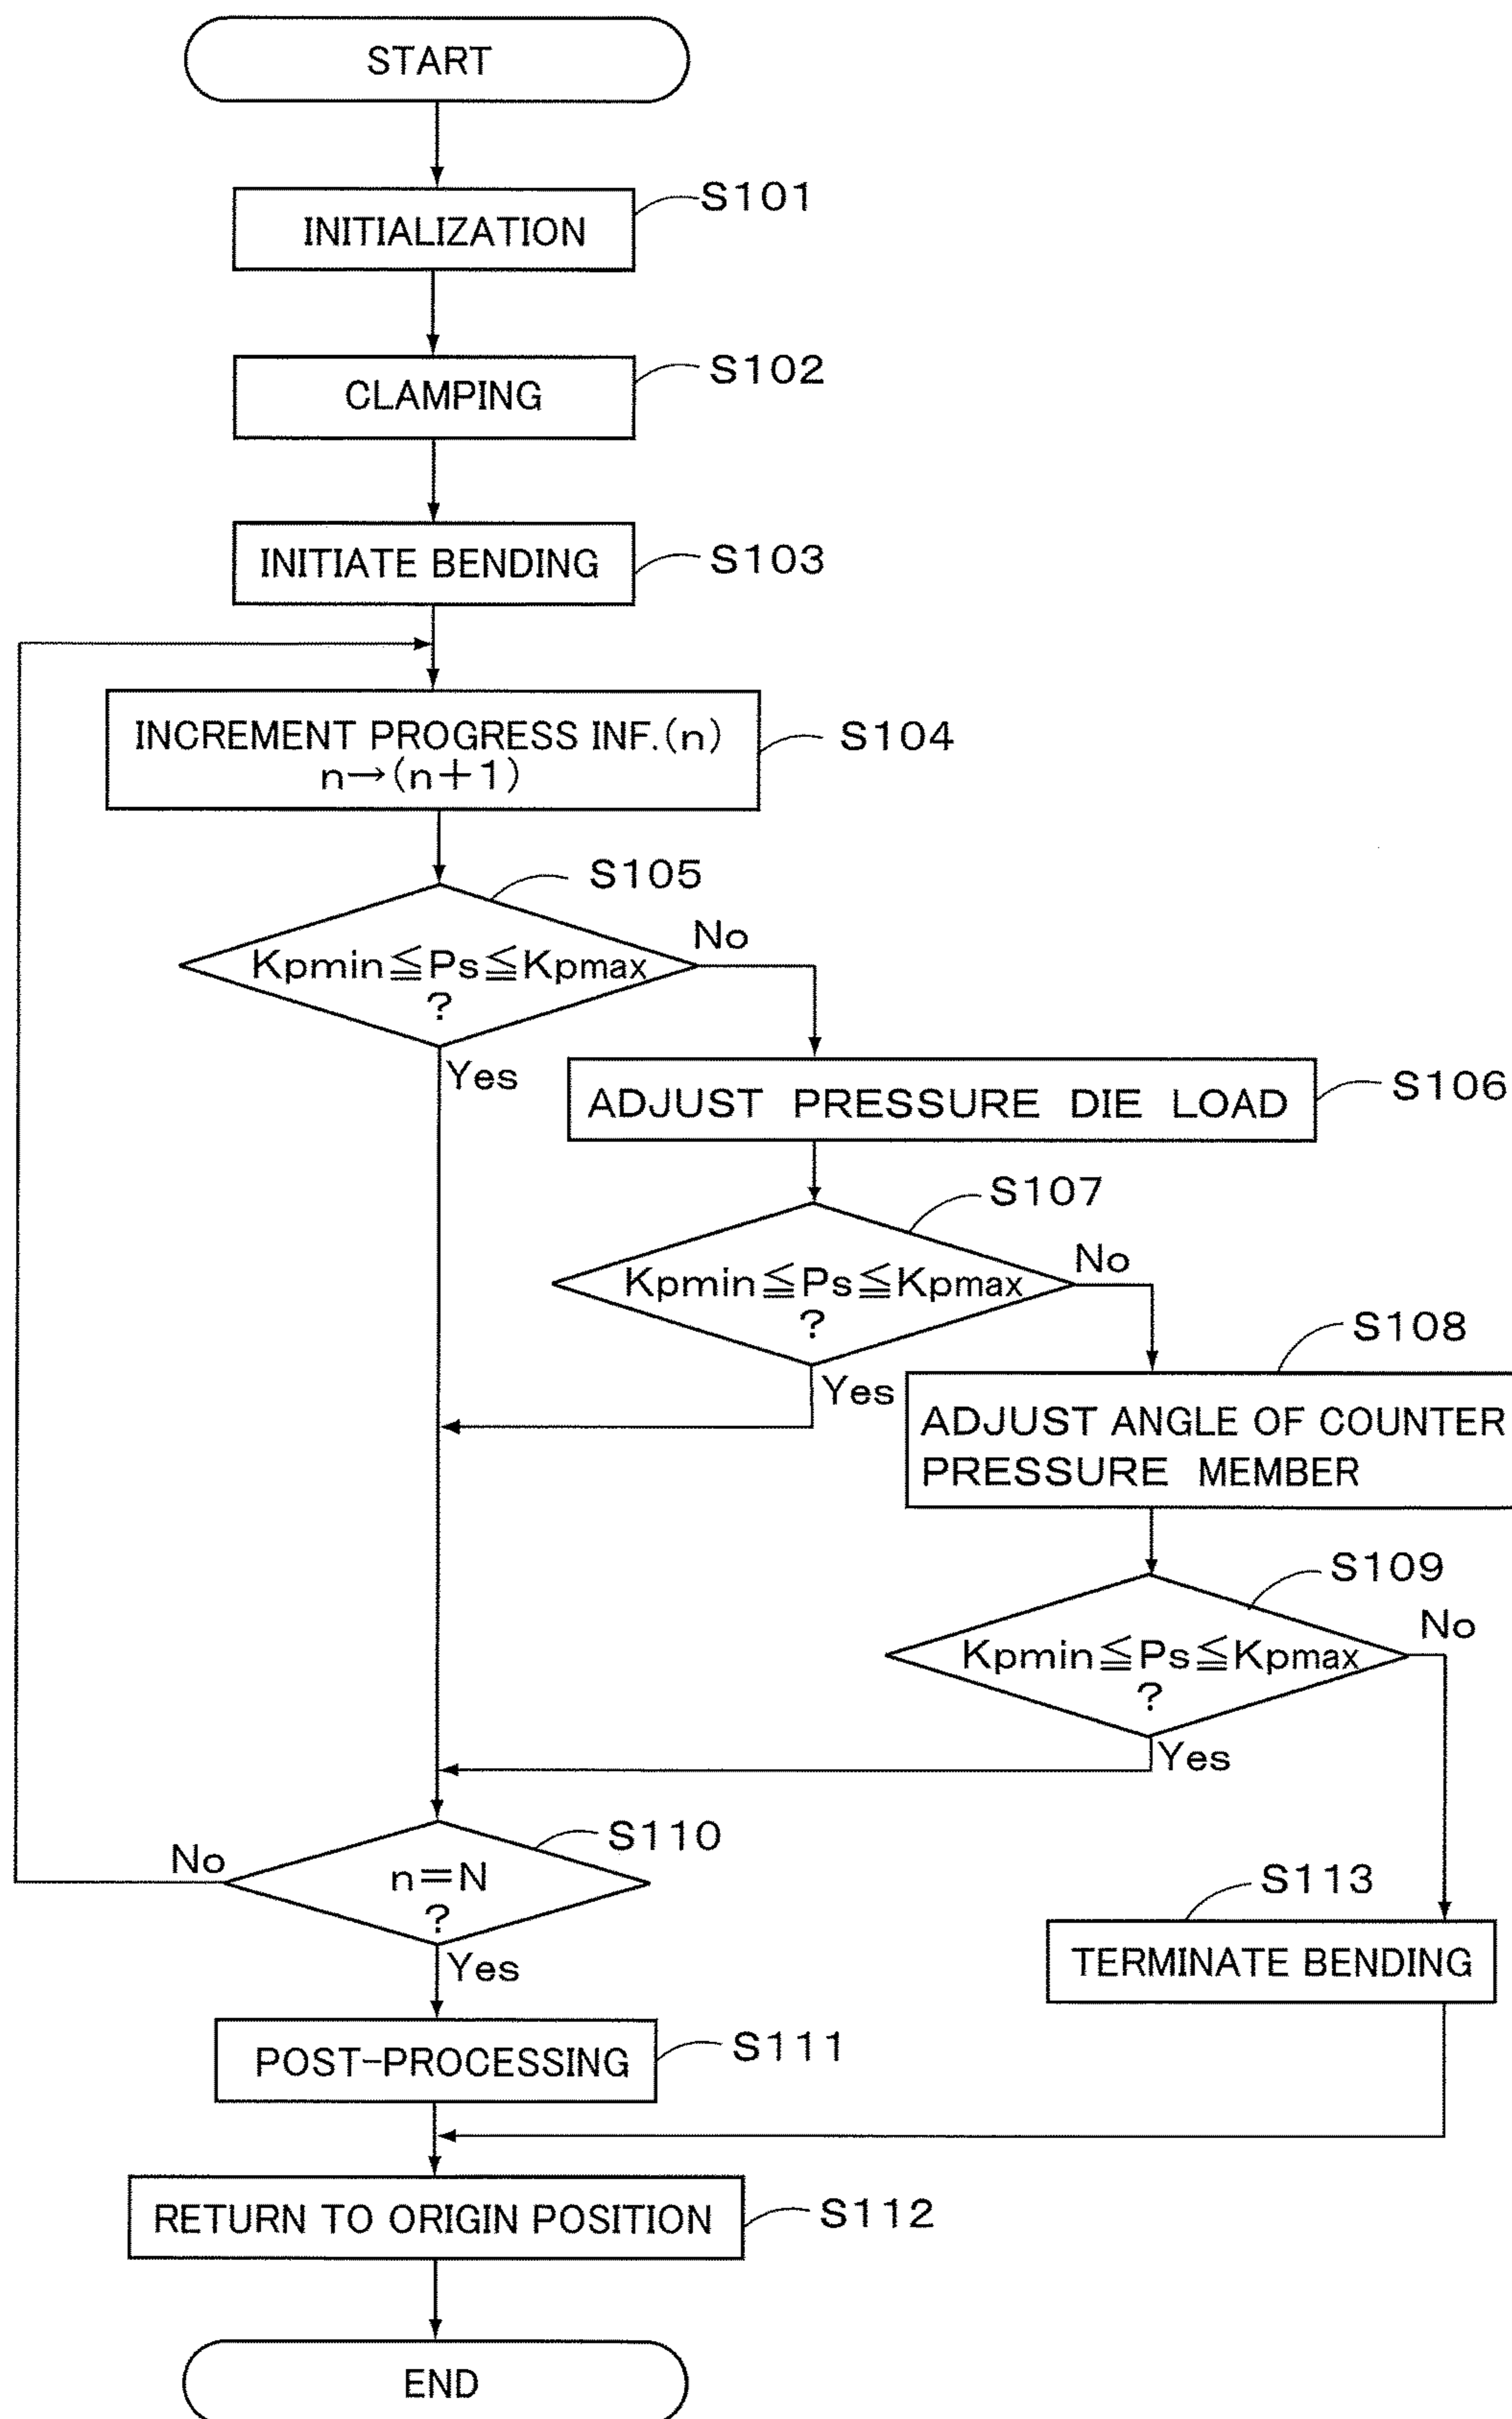 START
INITIALIZATION
S101
CLAMPING
S102
INITIATE BENDING
S103
INCREMENT PROGRESS INF.(n)
n→(n+1)
S104
S105
Kpmin≦Ps≦Kpmax
?
No
Yes
ADJUST PRESSURE DIE LOAD
S106
S107
Kpmin≦Ps≦Kpmax
?
No
Yes
S108
ADJUST ANGLE OF COUNTER
PRESSURE MEMBER
S109
Kpmin≦Ps≦Kpmax
?
No
Yes
S110
n=N
?
No
Yes
S113
TERMINATE BENDING
POST-PROCESSING
S111
RETURN TO ORIGIN POSITION
S112
END